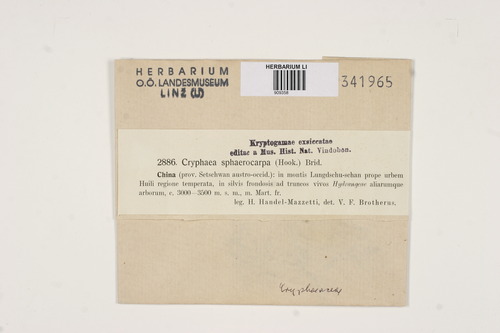 HERBARIUM
O.Ö. LANDESMUSEUM
LINZ (LI)
HERBARIUM LI
341965
Kryptogamae exsiccatae
editae a Mus. Hist. Nat. Vindobon.
2886. Cryphaea sphaerocarpa (Hook.) Brid.
China (prov. Setschwan austro-occid.): in montis Lungdschu-schan prope urbem
Huili regione temperata, in silvis frondosis ad truncos vivos Hydrangeae aliarumque
arborum, c. 3000—3500 m. s. m., m. Mart. fr.
leg. H. Handel-Mazzetti, det. V. F. Brotherus.
Cryphaeaceae